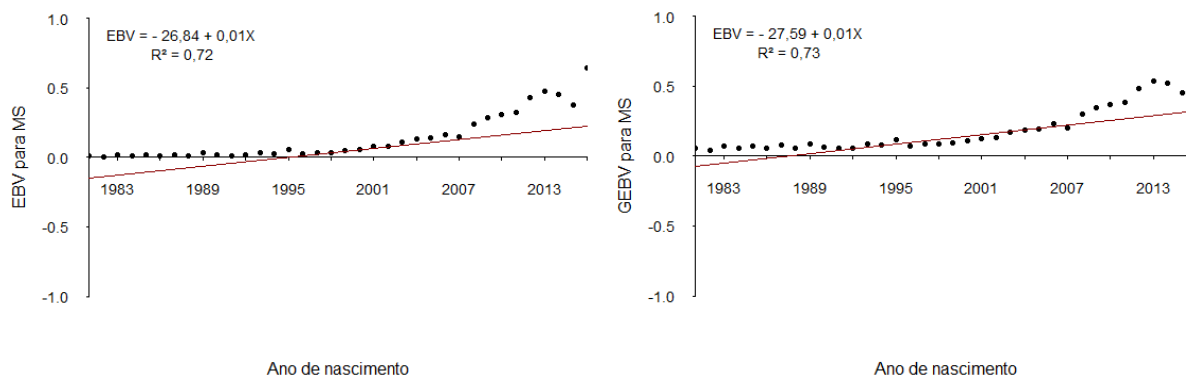 EBV = - 26,84 + 0,01X
R² = 0,72
EBV para MS
1.0
0.5
0.0
-0.5
-1.0
1983 1989 1995 2001 2007 2013
Ano de nascimento
EBV = - 27,59 + 0,01X
R² = 0,73
GEBV para MS
1.0
0.5
0.0
-0.5
-1.0
1983 1989 1995 2001 2007 2013
Ano de nascimento